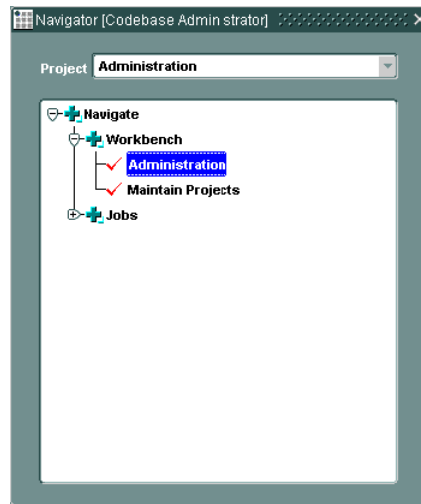 Navigator [Codebase Admin strator]
Project Administration
Navigate
Workbench
Administration
Maintain Projects
Jobs